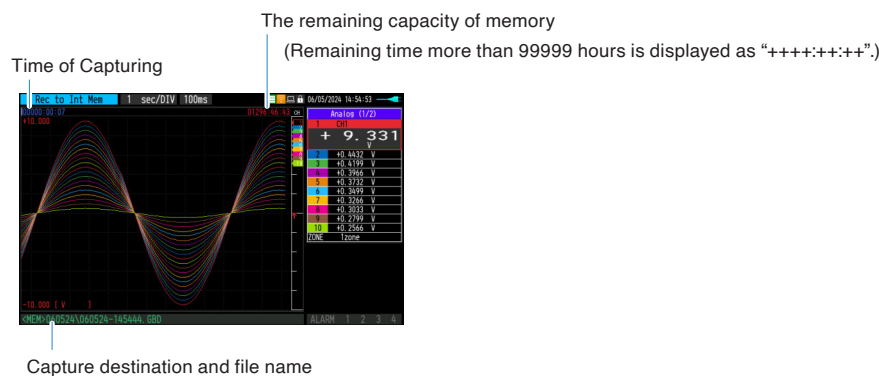 The remaining capacity of memory
(Remaining time more than 99999 hours is displayed as “++++:++:++”.)
Time of Capturing
Rec to Int Mem 1 sec/DIV 100ms 06/05/2024 14:54:53
00000:00:07 01296:46:43 CH Analog (1/2)
+10.000 1 CH1
+ 9.331
V
2 +0.4432 V
3 +0.4199 V
4 +0.3966 V
5 +0.3732 V
6 +0.3499 V
7 +0.3266 V
8 +0.3033 V
9 +0.2799 V
10 +0.2566 V
ZONE 1zone
-10.000 [ V ]
<MEM>060524\060524-145444.GBD ALARM 1 2 3 4
Capture destination and file name